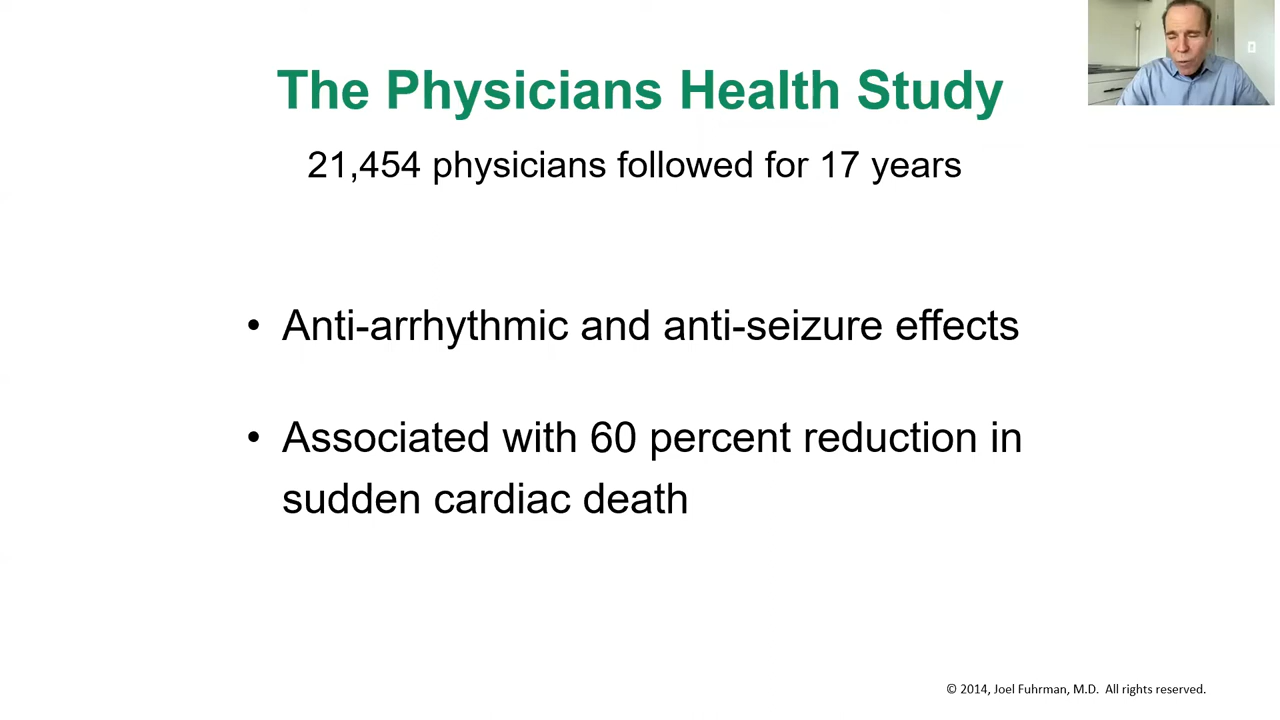 The Physicians Health Study
21,454 physicians followed for 17 years
• Anti-arrhythmic and anti-seizure effects
• Associated with 60 percent reduction in
sudden cardiac death
© 2014, Joel Fuhrman, M.D. All rights reserved.